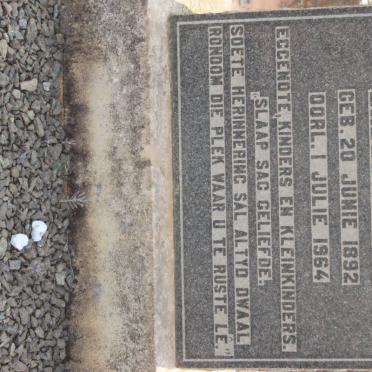 GEB. 20 JUNIE 1892
OORL. 1 JULIE 1964
EGGENOTE, KINDERS EN KLEINKINDERS.
"SLAAP SAG GELIEFDE.
SOETE HERINNERING SAL ALTYD DWAAL
RONDOM DIE PLEK WAAR U TE RUSTE LÊ."